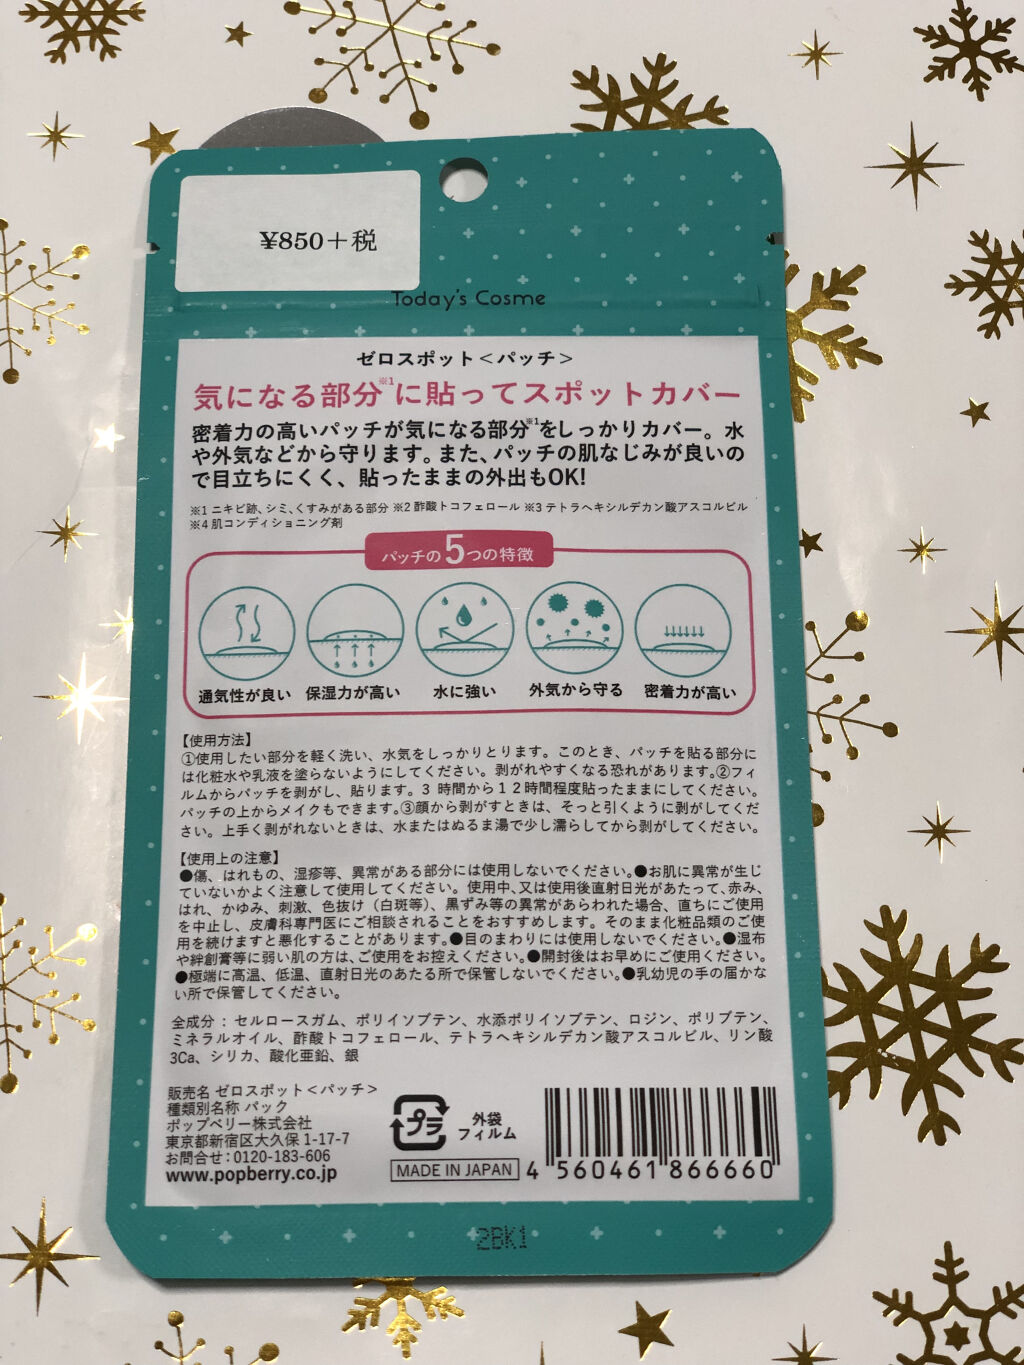 ¥850+税
Today's Cosme
ゼロスポット<パッチ>
気になる部分※1に貼ってスポットカバー
密着力の高いパッチが気になる部分※1をしっかりカバー。水
や外気などから守ります。また、パッチの肌なじみが良いの
で目立ちにくく、貼ったままの外出もOK!
※1 ニキビ跡、シミ、くすみがある部分 ※2 酢酸トコフェロール ※3 テトラヘキシルデカン酸アスコルビル
※4 肌コンディショニング剤
パッチの5つの特徴
通気性が良い 保湿力が高い 水に強い 外気から守る 密着力が高い
【使用方法】
①使用したい部分を軽く洗い、水気をしっかりとります。このとき、パッチを貼る部分に
は化粧水や乳液を塗らないようにしてください。剥がれやすくなる恐れがあります。②フィ
ルムからパッチを剥がし、貼ります。3 時間から12時間程度貼ったままにしてください。
パッチの上からメイクもできます。③顔から剥がすときは、そっと引くように剥がしてくだ
さい。上手く剥がれないときは、水またはぬるま湯で少し濡らしてから剥がしてください。
【使用上の注意】
●傷、はれもの、湿疹等、異常がある部分には使用しないでください。●お肌に異常が生じ
ていないかよく注意して使用してください。使用中、又は使用後直射日光があたって、赤み、
はれ、かゆみ、刺激、色抜け(白斑等)、黒ずみ等の異常があらわれた場合、直ちにご使用
を中止し、皮膚科専門医にご相談されることをおすすめします。そのまま化粧品類のご使
用を続けますと悪化することがあります。●目のまわりには使用しないでください。●湿布
や絆創膏等に弱い肌の方は、ご使用をお控えください。●開封後はお早めにご使用ください。
●極端に高温、低温、直射日光のあたる所で保管しないでください。●乳幼児の手の届かな
い所で保管してください。
全成分：セルロースガム、ポリイソブテン、水添ポリイソブテン、ロジン、ポリブテン、
ミネラルオイル、酢酸トコフェロール、テトラヘキシルデカン酸アスコルビル、リン酸
3Ca、シリカ、酸化亜鉛、銀
販売名 ゼロスポット<パッチ>
種類別名称 パック
ポップベリー株式会社
東京都新宿区大久保 1-17-7
お問合せ：0120-183-606
www.popberry.co.jp
プラ
外袋
フィルム
MADE IN JAPAN
4 560461 866660
2BK1